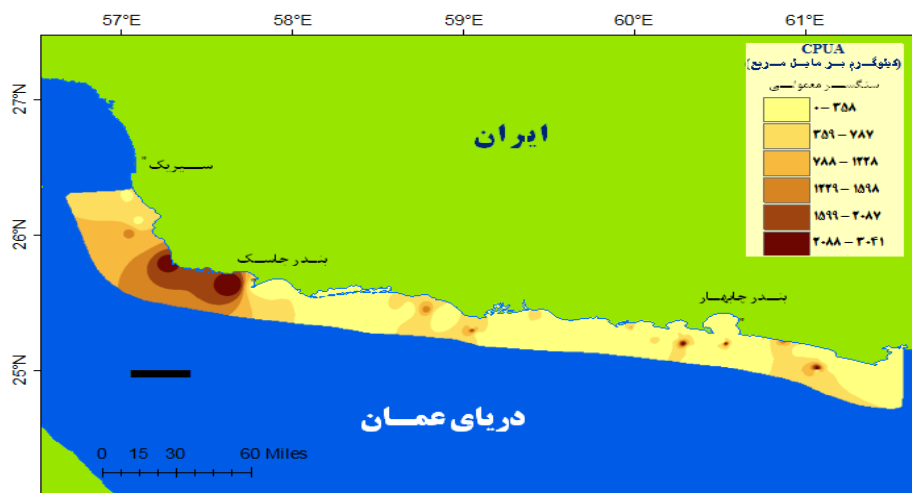 57°E 58°E 59°E 60°E 61°E
27°N
26°N
25°N
CPUA
(کیلوگرم بر مایل مربع)
سنگسر معمولی
۰ - ۳۵۸
۳۵۹ - ۷۸۷
۷۸۸ - ۱۲۲۸
۱۲۲۹ - ۱۵۹۸
۱۵۹۹ - ۲۰۸۷
۲۰۸۸ - ۳۰۴۱
ایران
سیریک
بندر جاسک
بندر چابهار
دریای عمان
0 15 30 60 Miles